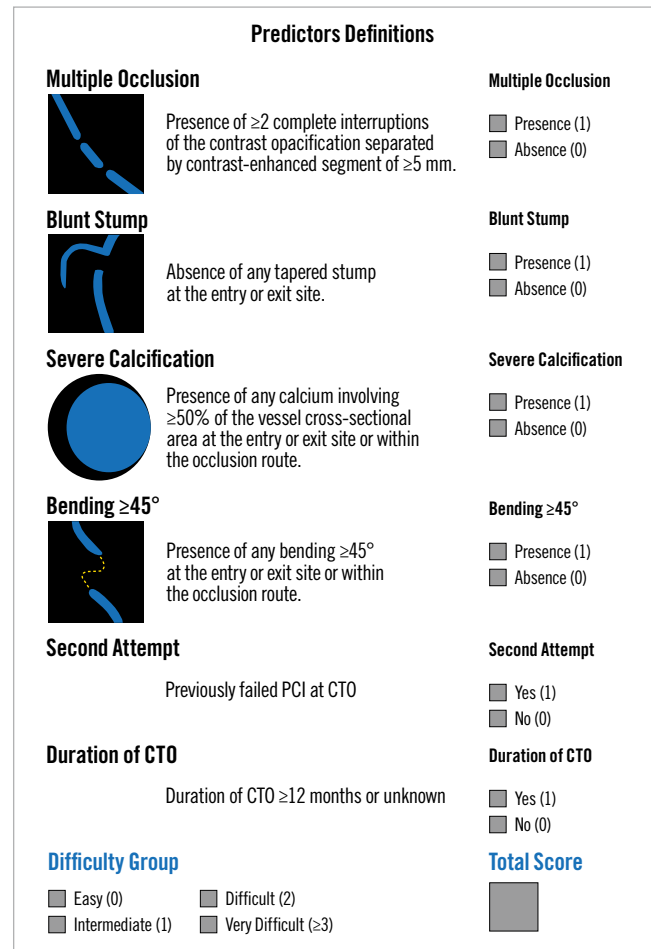 Predictors Definitions
Multiple Occlusion
Multiple Occlusion
Presence of ≥2 complete interruptions
of the contrast opacification separated
by contrast-enhanced segment of ≥5 mm.
Presence (1)
Absence (0)
Blunt Stump
Blunt Stump
Absence of any tapered stump
at the entry or exit site.
Presence (1)
Absence (0)
Severe Calcification
Severe Calcification
Presence of any calcium involving
≥50% of the vessel cross-sectional
area at the entry or exit site or within
the occlusion route.
Presence (1)
Absence (0)
Bending ≥45°
Bending ≥45°
Presence of any bending ≥45°
at the entry or exit site or within
the occlusion route.
Presence (1)
Absence (0)
Second Attempt
Second Attempt
Previously failed PCI at CTO
Yes (1)
No (0)
Duration of CTO
Duration of CTO
Duration of CTO ≥12 months or unknown
Yes (1)
No (0)
Difficulty Group
Total Score
Easy (0)
Difficult (2)
Intermediate (1)
Very Difficult (≥3)